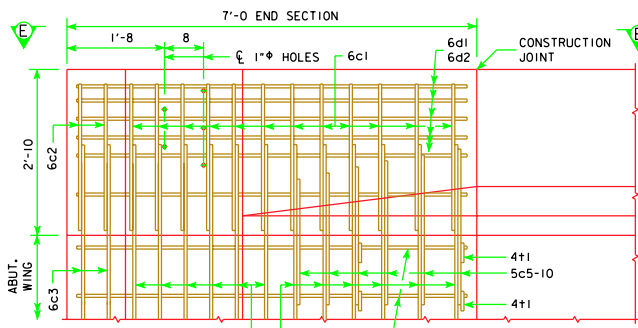 7'-0 END SECTION
E
E
1'-8
8
℄ 1"ϕ HOLES
6c1
6d1
6d2
CONSTRUCTION
JOINT
2'-10
6c2
ABUT.
WING
6c3
4t1
5c5-10
4t1